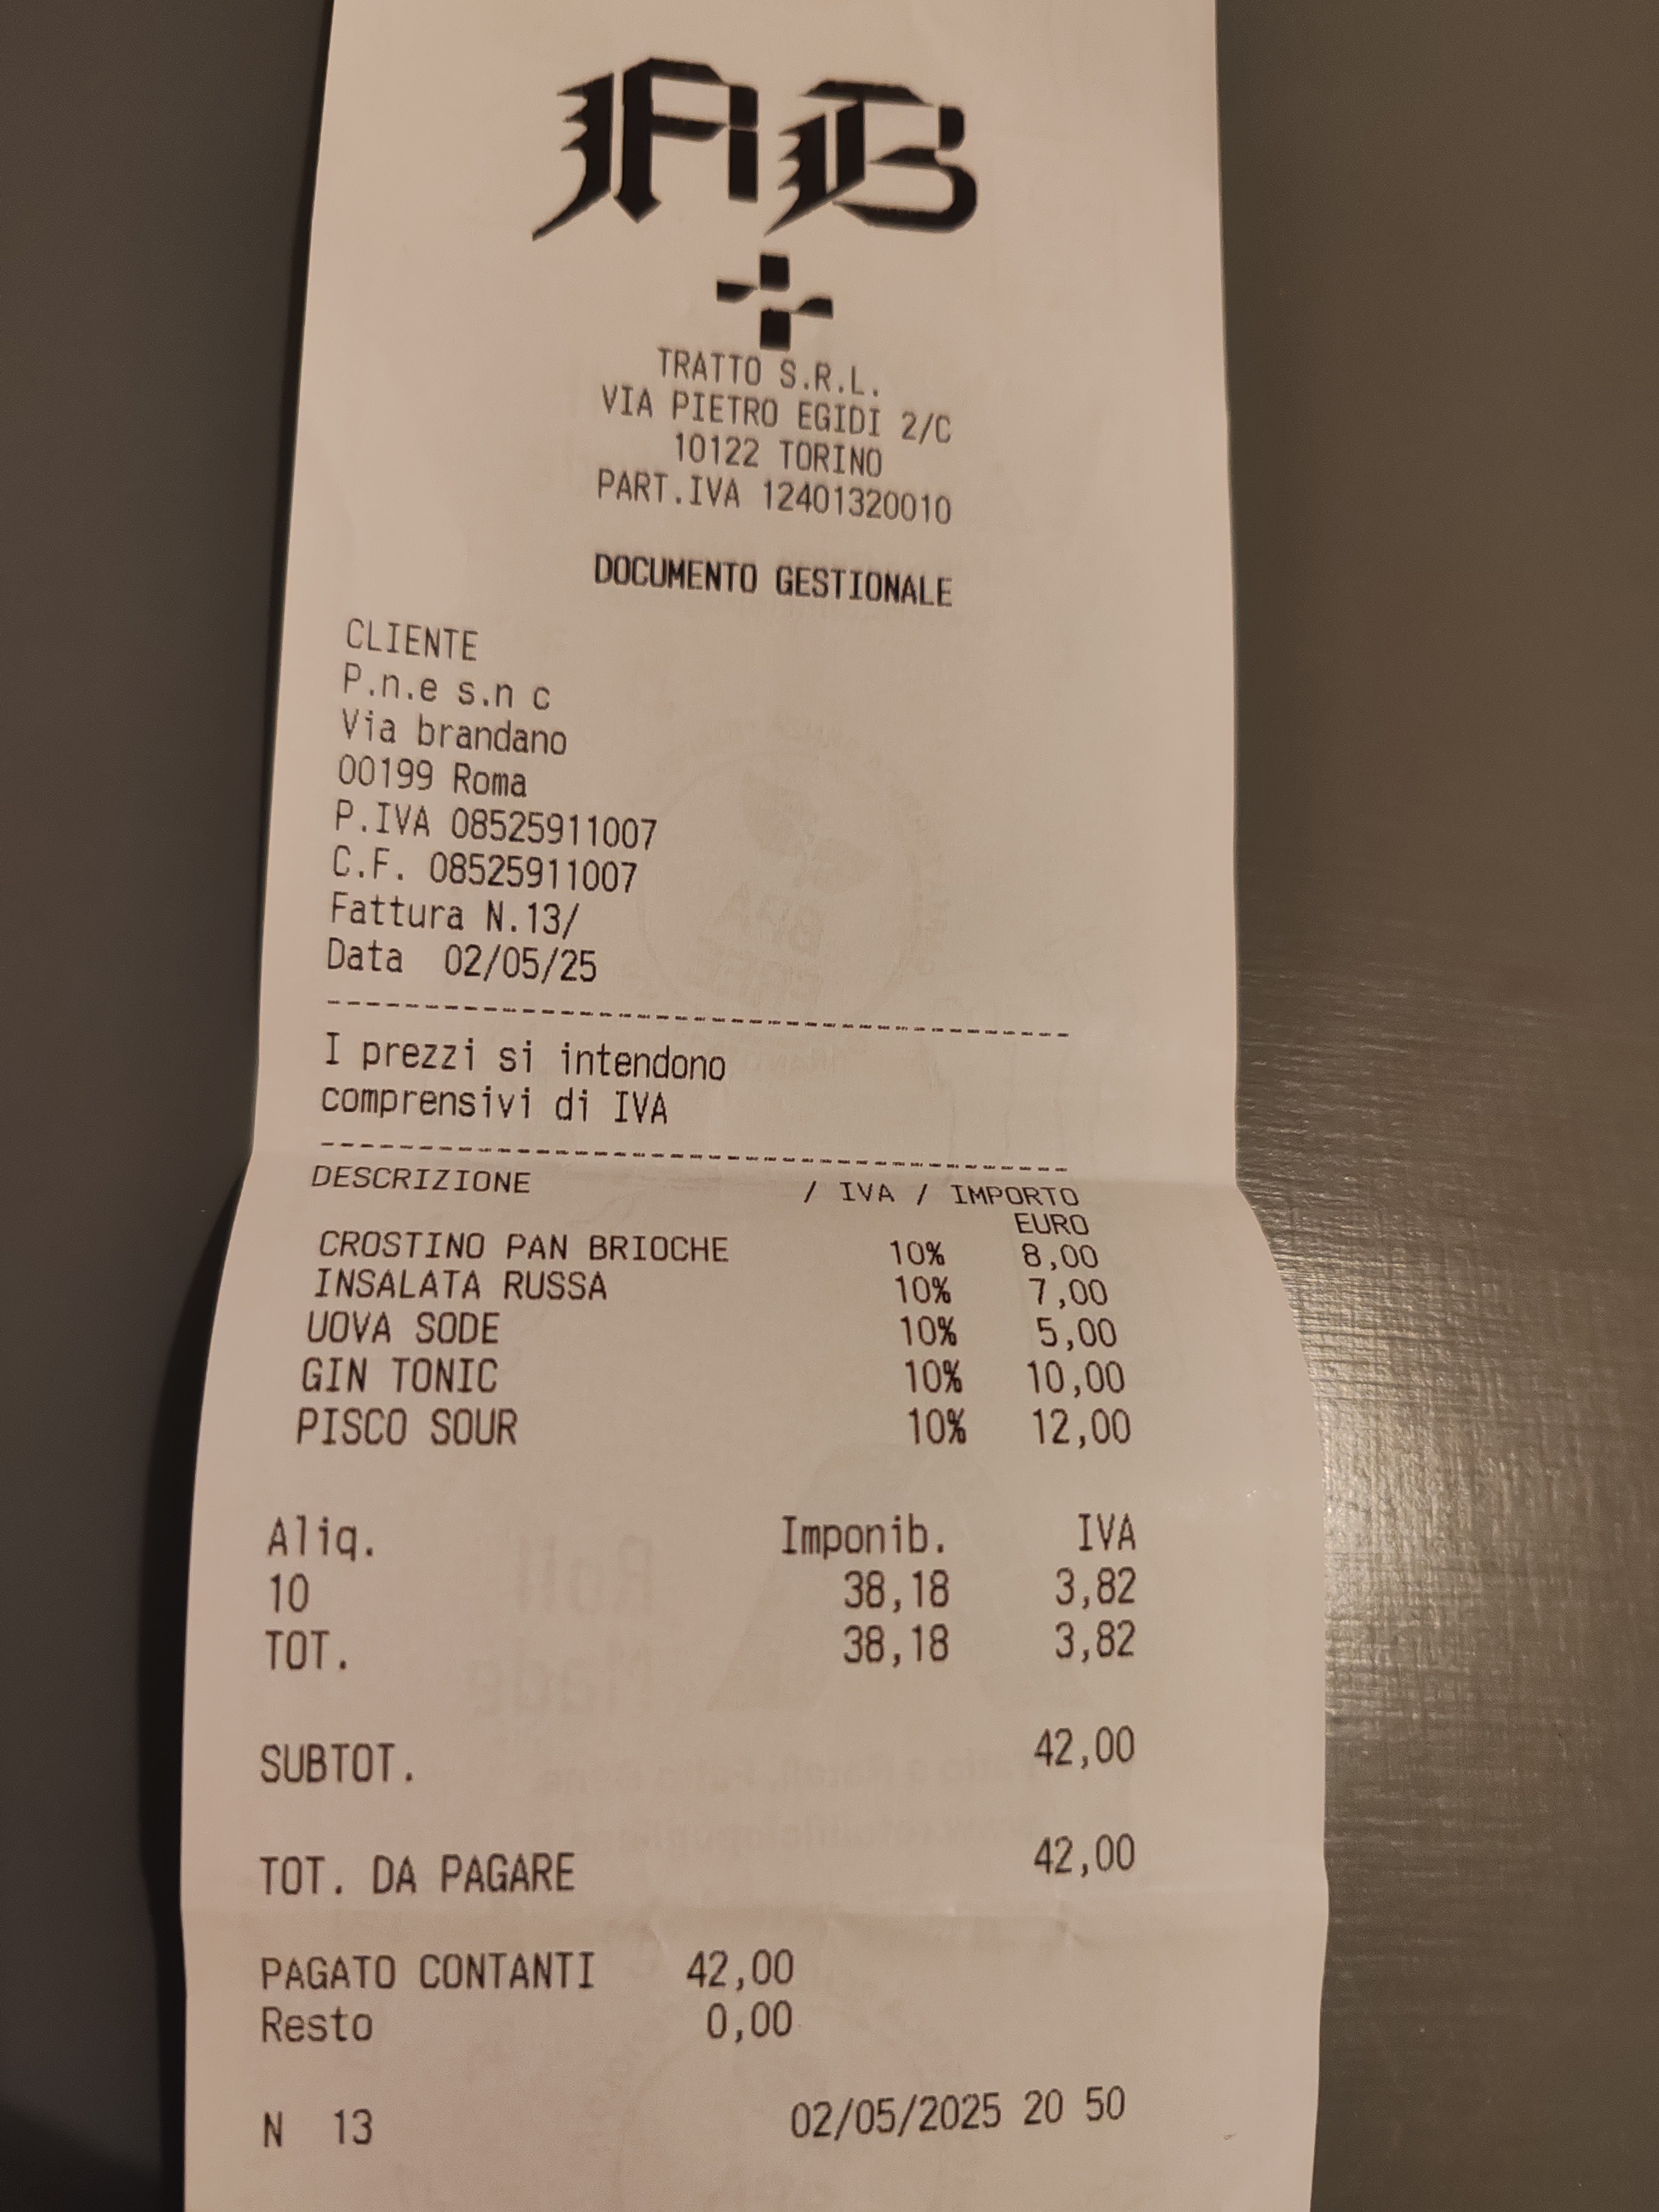 AB
TRATTO S.R.L.
VIA PIETRO EGIDI 2/C
10122 TORINO
PART.IVA 12401320010
DOCUMENTO GESTIONALE
CLIENTE
P.n.e s.n c
Via brandano
00199 Roma
P.IVA 08525911007
C.F. 08525911007
Fattura N.13/
Data 02/05/25
I prezzi si intendono
comprensivi di IVA
DESCRIZIONE / IVA / IMPORTO
EURO
CROSTINO PAN BRIOCHE 10% 8,00
INSALATA RUSSA 10% 7,00
UOVA SODE 10% 5,00
GIN TONIC 10% 10,00
PISCO SOUR 10% 12,00
Aliq. Imponib. IVA
10 38,18 3,82
TOT. 38,18 3,82
SUBTOT. 42,00
TOT. DA PAGARE 42,00
PAGATO CONTANTI 42,00
Resto 0,00
N 13 02/05/2025 20 50